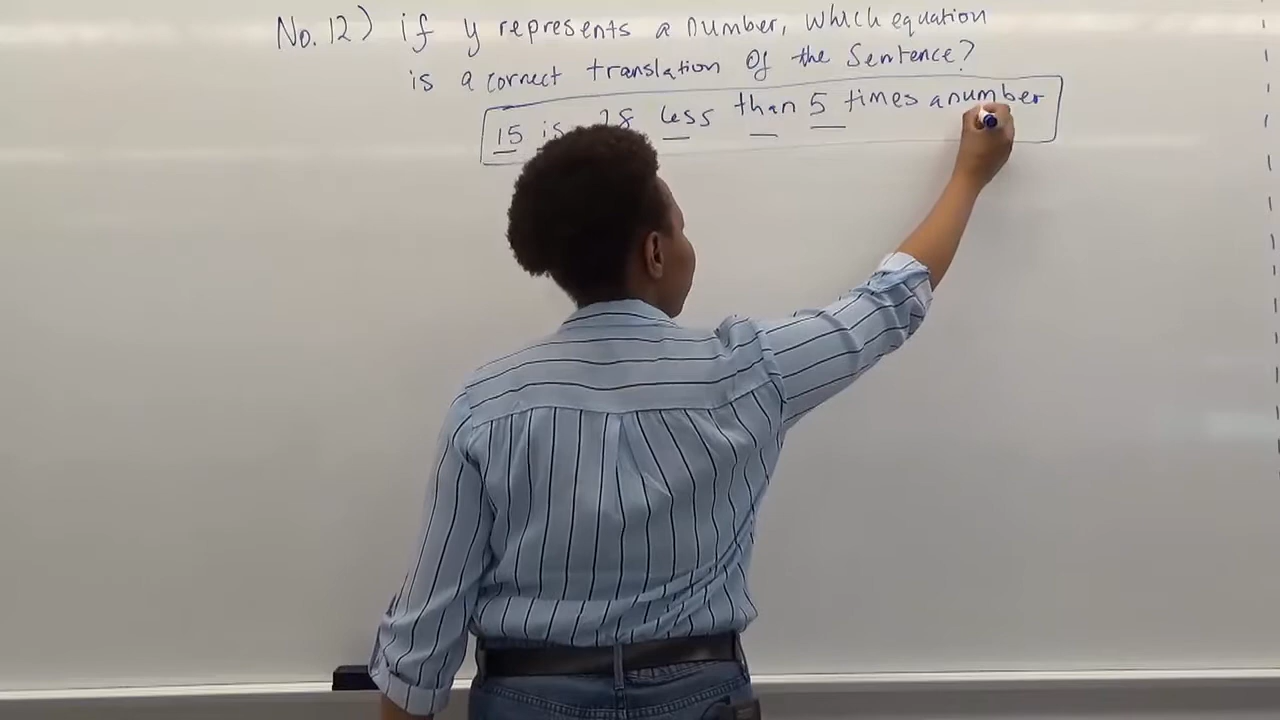 No. 12) if y represents a number, which equation
is a correct translation of the Sentence?
15 is 28 less than 5 times a number